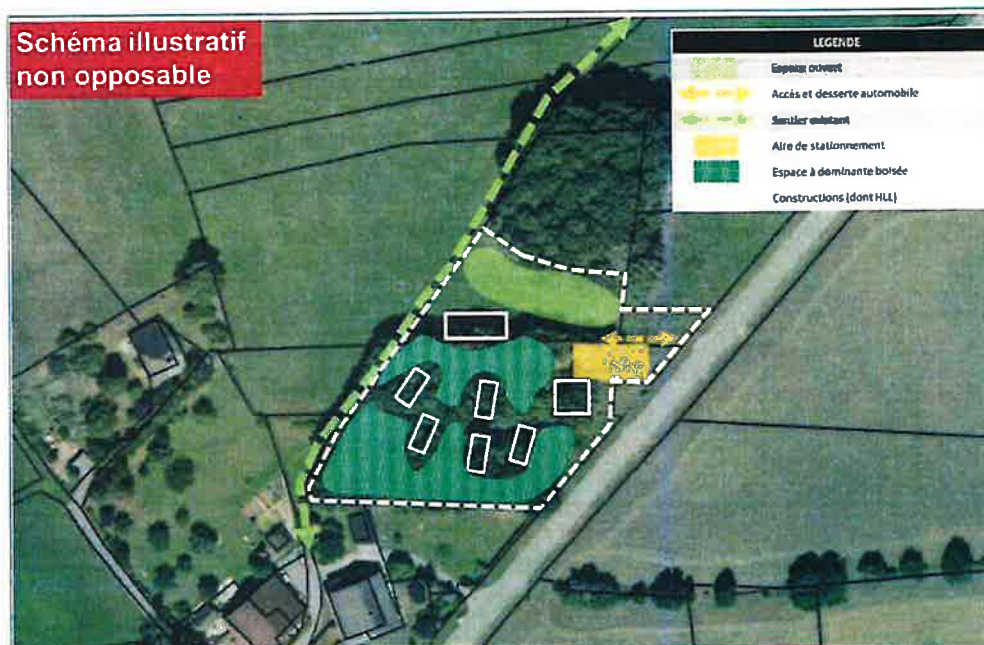 Schéma illustratif
non opposable
LEGENDE
Espace ouvert
Accès et desserte automobile
Sentier existant
Aire de stationnement
Espace à dominante boisée
Constructions (dont HLL)